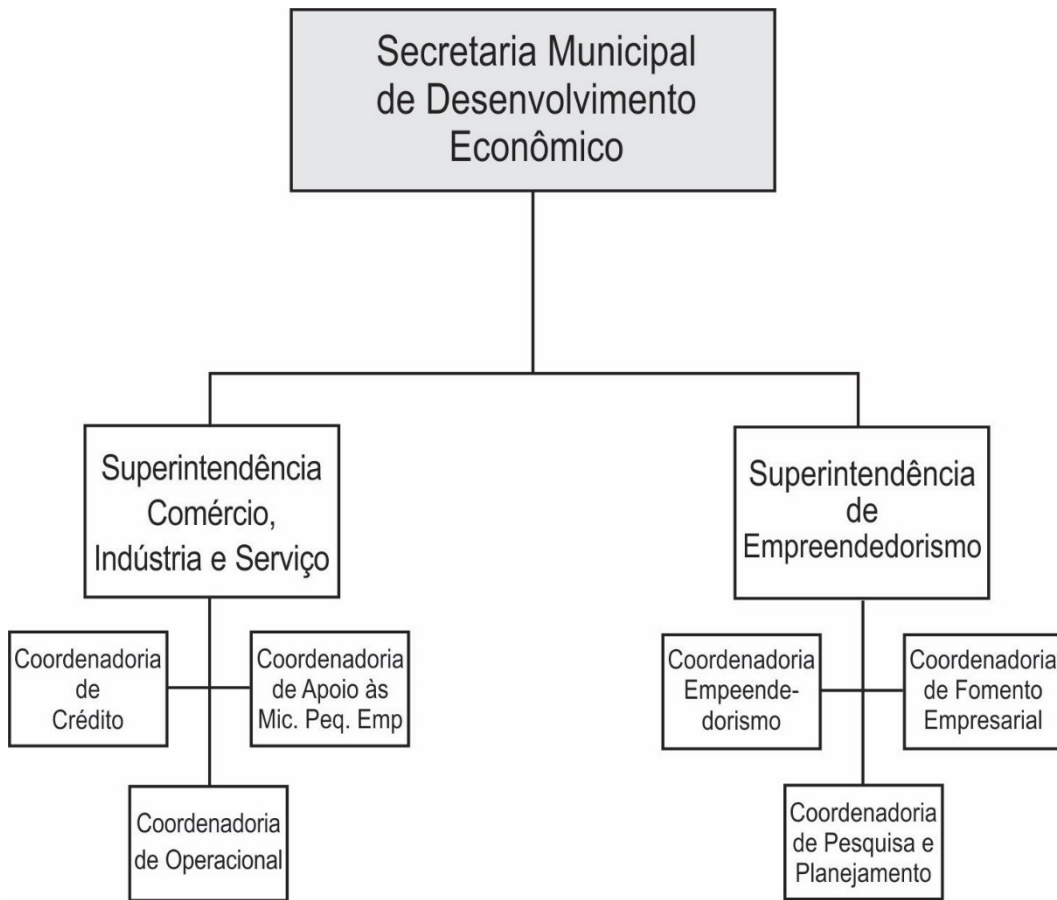 Secretaria Municipal
de Desenvolvimento
Econômico
Superintendência
Comércio,
Indústria e Serviço
Superintendência
de
Empreendedorismo
Coordenadoria
de
Crédito
Coordenadoria
de Apoio às
Mic. Peq. Emp
Coordenadoria
de Operacional
Coordenadoria
Empeende-
dorismo
Coordenadoria
de Fomento
Empresarial
Coordenadoria
de Pesquisa e
Planejamento